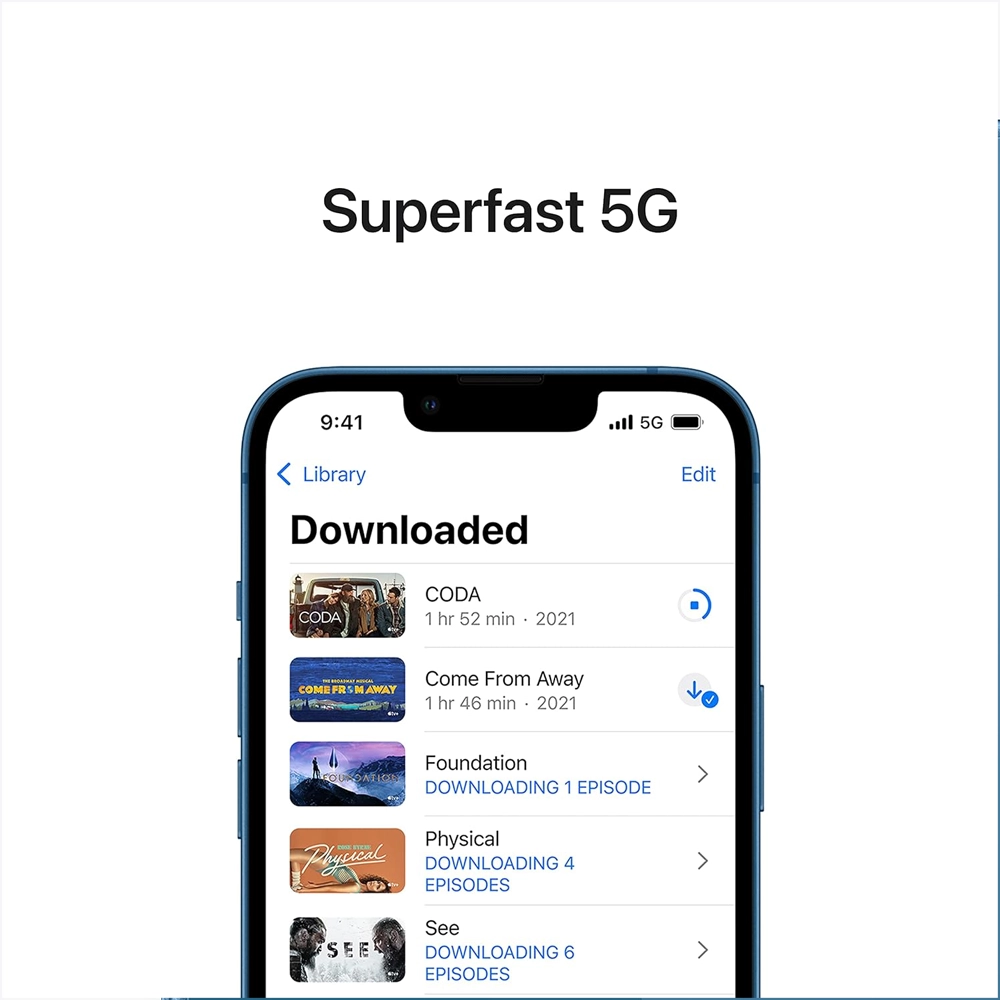 Superfast 5G
9:41
5G
Library
Edit
Downloaded
CODA
CODA
1 hr 52 min · 2021
THE BROADWAY MUSICAL
COME FROM AWAY
Come From Away
1 hr 46 min · 2021
FOUNDATION
Foundation
DOWNLOADING 1 EPISODE
Physical
Physical
DOWNLOADING 4
EPISODES
SEE
See
DOWNLOADING 6
EPISODES